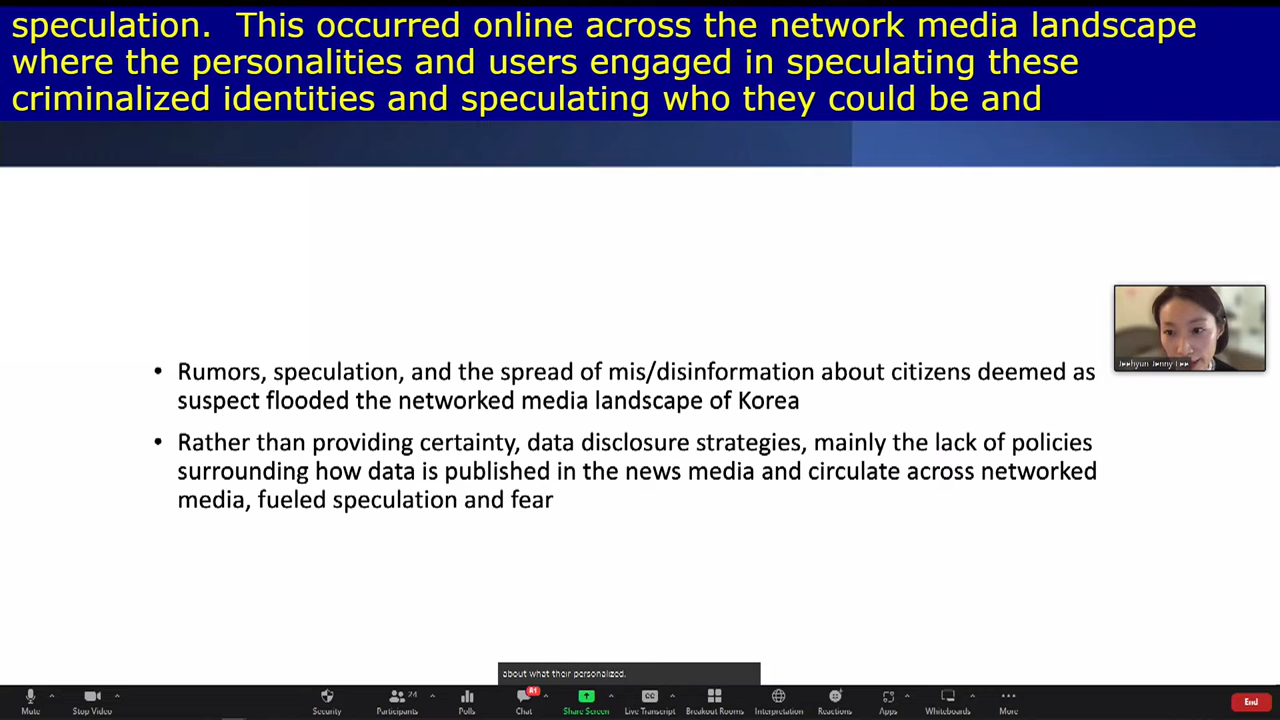 speculation.  This occurred online across the network media landscape
where the personalities and users engaged in speculating these
criminalized identities and speculating who they could be and
• Rumors, speculation, and the spread of mis/disinformation about citizens deemed as
suspect flooded the networked media landscape of Korea
• Rather than providing certainty, data disclosure strategies, mainly the lack of policies
surrounding how data is published in the news media and circulate across networked
media, fueled speculation and fear
Jeehyun Jenny Lee
about what their personalized.
24
Mute
Stop Video
Security
Participants
Polls
Chat
Share Screen
Live Transcript
Breakout Rooms
Interpretation
Reactions
Apps
Whiteboards
More
End